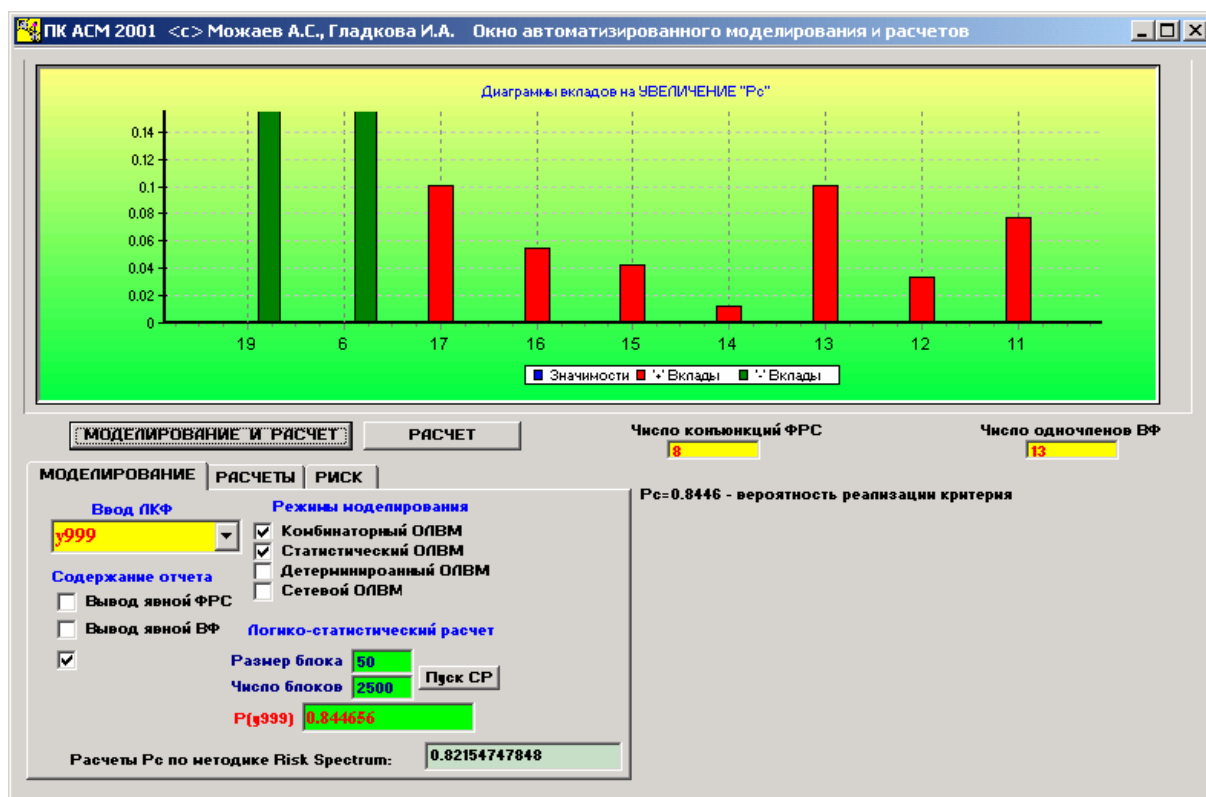 ПК АСМ 2001 <с> Можаев А.С., Гладкова И.А. Окно автоматизированного моделирования и расчетов
Диаграммы вкладов на УВЕЛИЧЕНИЕ "Рс"
0.14
0.12
0.1
0.08
0.06
0.04
0.02
0
19 6 17 16 15 14 13 12 11
Значимости '+' Вклады '-' Вклады
МОДЕЛИРОВАНИЕ И РАСЧЕТ РАСЧЕТ Число конъюнкций ФРС Число одночленов ВФ
8 13
МОДЕЛИРОВАНИЕ РАСЧЕТЫ РИСК
Рс=0.8446 - вероятность реализации критерия
Ввод ЛКФ Режимы моделирования
y999 Комбинаторный ОЛВМ
Статистический ОЛВМ
Детерминироанный ОЛВМ
Сетевой ОЛВМ
Содержание отчета
Вывод явной ФРС
Вывод явной ВФ Логико-статистический расчет
Размер блока 50
Пуск СР
Число блоков 2500
P(y999) 0.844656
Расчеты Рс по методике Risk Spectrum: 0.82154747848